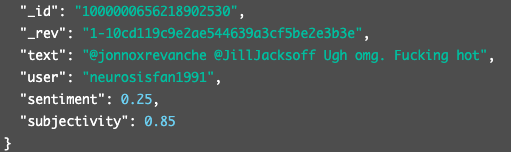 "_id": "1000000656218902530",
"_rev": "1-10cd119c9e2ae544639a3cf5be2e3b3e",
"text": "@jonnoxrevanche @JillJacksoff Ugh omg. Fucking hot",
"user": "neurosisfan1991",
"sentiment": 0.25,
"subjectivity": 0.85
}